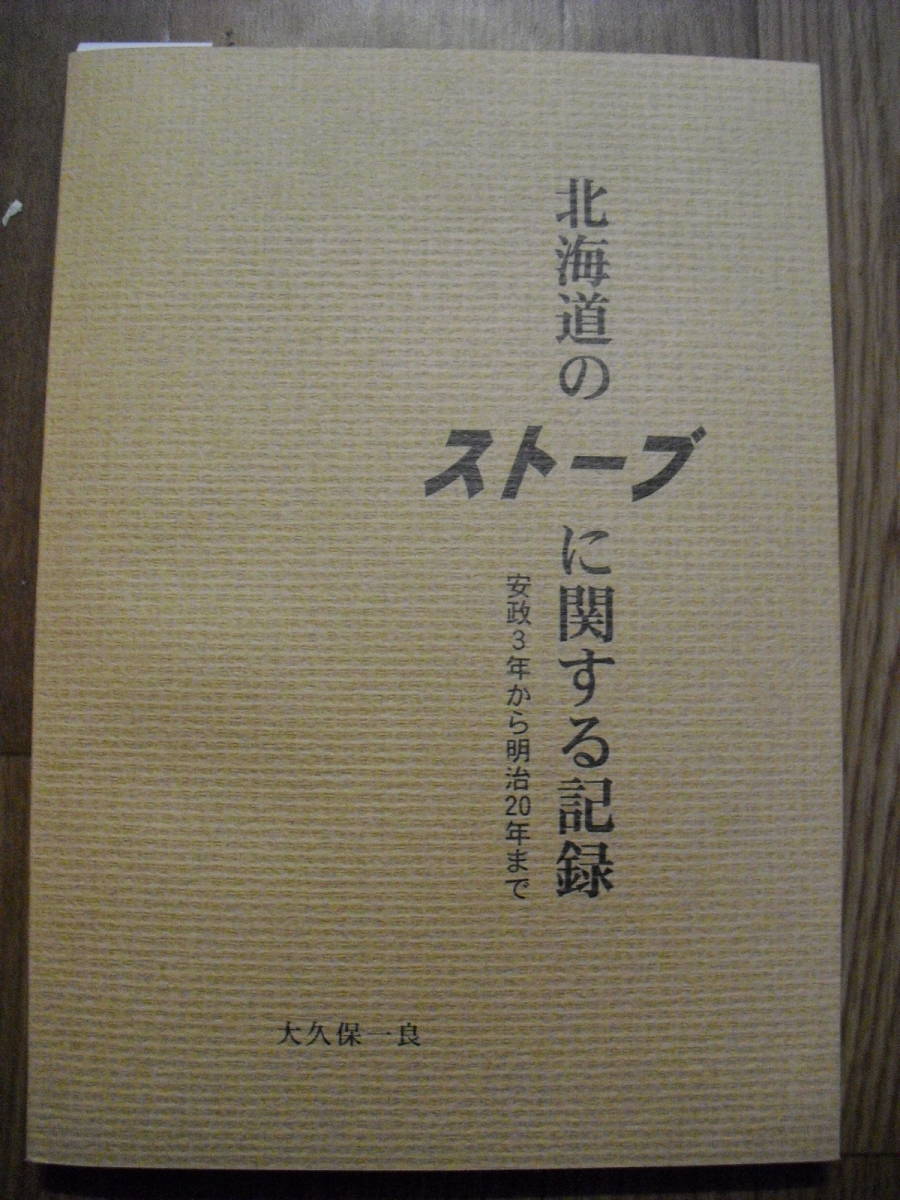 北海道の
ストーブ
に関する記録
安政3年から明治20年まで
大久保一良